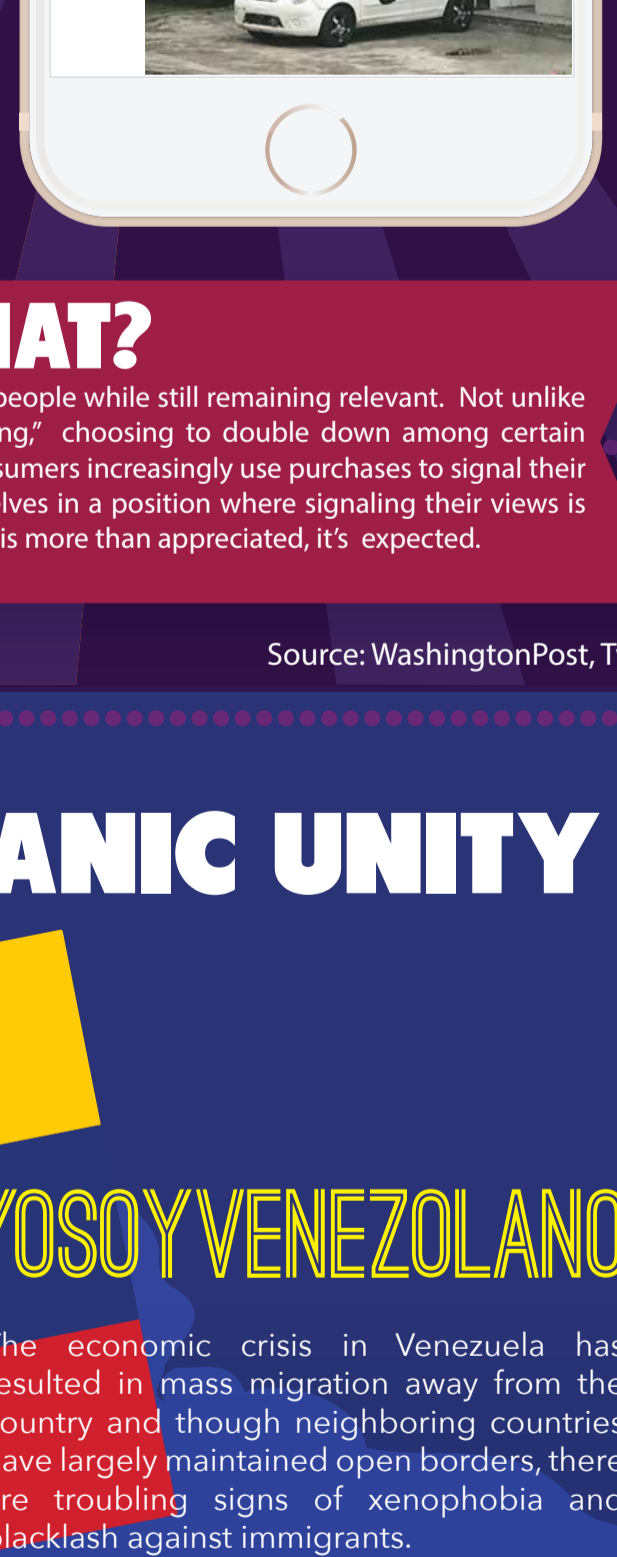 HAT?
people while still remaining relevant. Not unlike
ng,” choosing to double down among certain
sumers increasingly use purchases to signal their
lves in a position where signaling their views is
is more than appreciated, it’s expected.
Source: WashingtonPost, T
ANIC UNITY
YOSOYVENEZOLANO
he economic crisis in Venezuela has
esulted in mass migration away from the
ountry and though neighboring countries
ave largely maintained open borders, there
re troubling signs of xenophobia and
blacklash against immigrants.